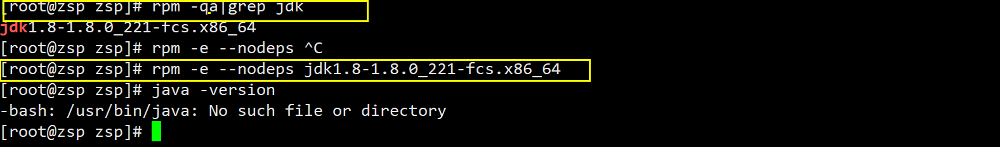 [root@zsp zsp]# rpm -qa|grep jdk
jdk1.8-1.8.0_221-fcs.x86_64
[root@zsp zsp]# rpm -e --nodeps ^C
[root@zsp zsp]# rpm -e --nodeps jdk1.8-1.8.0_221-fcs.x86_64
[root@zsp zsp]# java -version
-bash: /usr/bin/java: No such file or directory
[root@zsp zsp]#